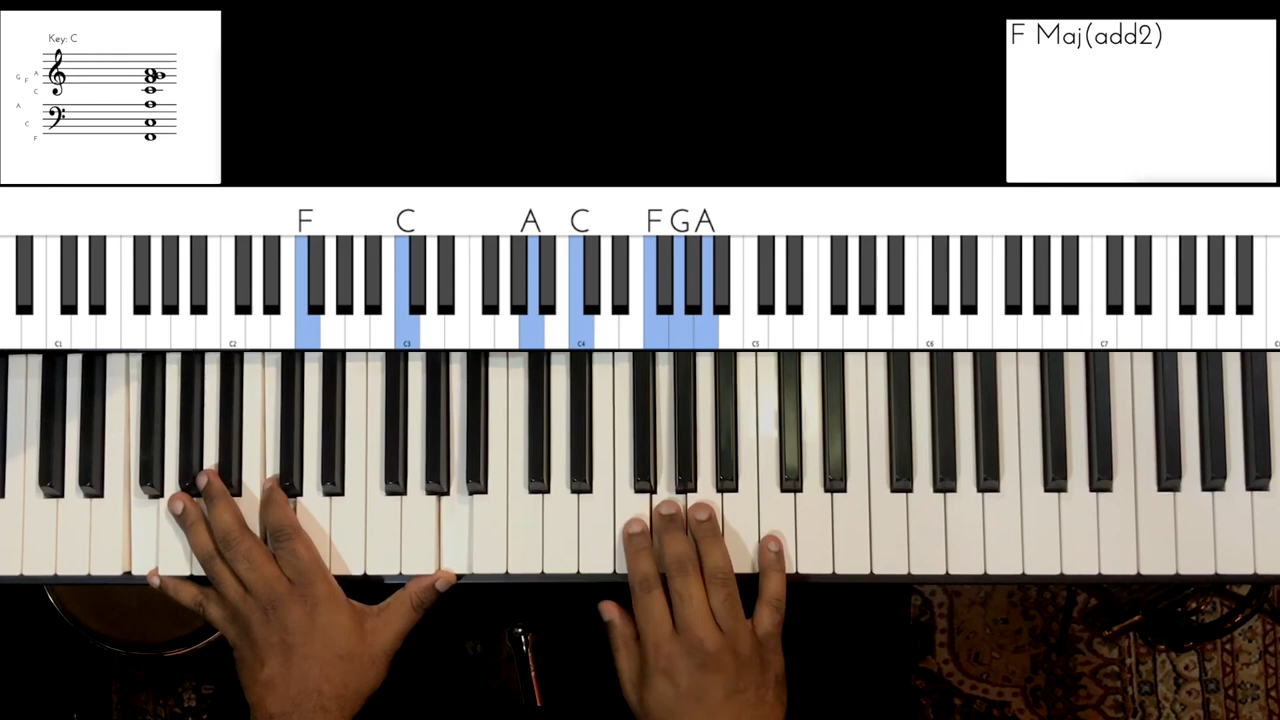 Key: C
F Maj(add2)
G F A
C
A
C
F
F C A C F G A
C1 C2 C3 C4 C5 C6 C7